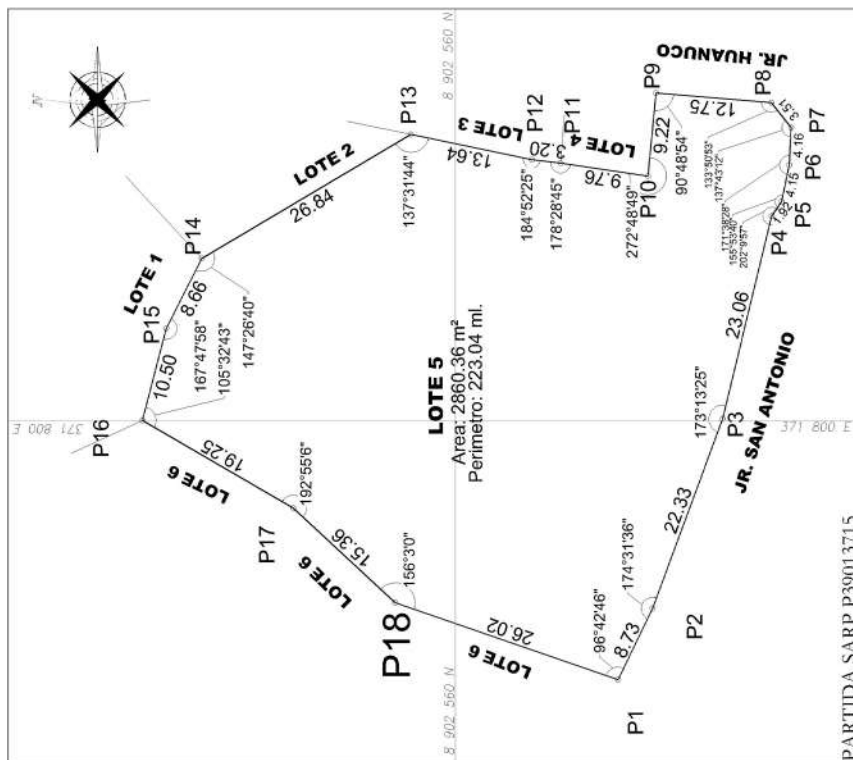 N
8 902 560 N
JR. HUANUCO
371 800 E
P16
P15
LOTE 1
P14
LOTE 2
P13
LOTE 3
P12
P11
LOTE 4
P9
P8
P7
P6
P5
P4
P10
10.50
8.66
26.84
13.64
3.20
9.76
9.22
12.75
3.51
4.16
4.15
1.92
167°47'58"
105°32'43"
147°26'40"
137°31'44"
184°52'25"
178°28'45"
272°48'49"
90°48'54"
133°50'53"
137°43'12"
171°38'28"
155°53'40"
202°9'57"
LOTE 6
19.25
P17
192°55'6"
LOTE 6
15.36
P18
156°3'0"
LOTE 6
26.02
LOTE 5
Area: 2860.36 m²
Perimetro: 223.04 ml.
23.06
173°13'25"
P3
JR. SAN ANTONIO
371 800 E
22.33
174°31'36"
P2
8.73
96°42'46"
P1
8 902 560 N
PARTIDA SARP P39013715